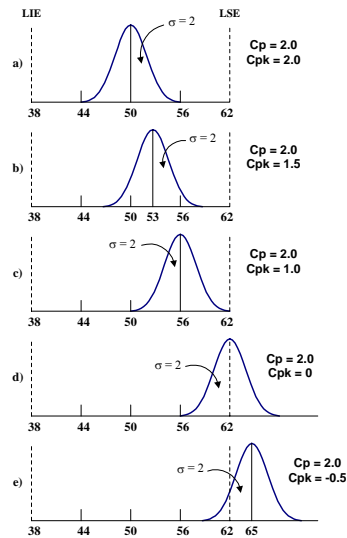 LIE LSE
σ = 2
Cp = 2.0
Cpk = 2.0
a)
38 44 50 56 62
σ = 2
Cp = 2.0
Cpk = 1.5
b)
38 44 50 53 56 62
σ = 2
Cp = 2.0
Cpk = 1.0
c)
38 44 50 56 62
σ = 2
Cp = 2.0
Cpk = 0
d)
38 44 50 56 62
σ = 2
Cp = 2.0
Cpk = -0.5
e)
38 44 50 56 62 65